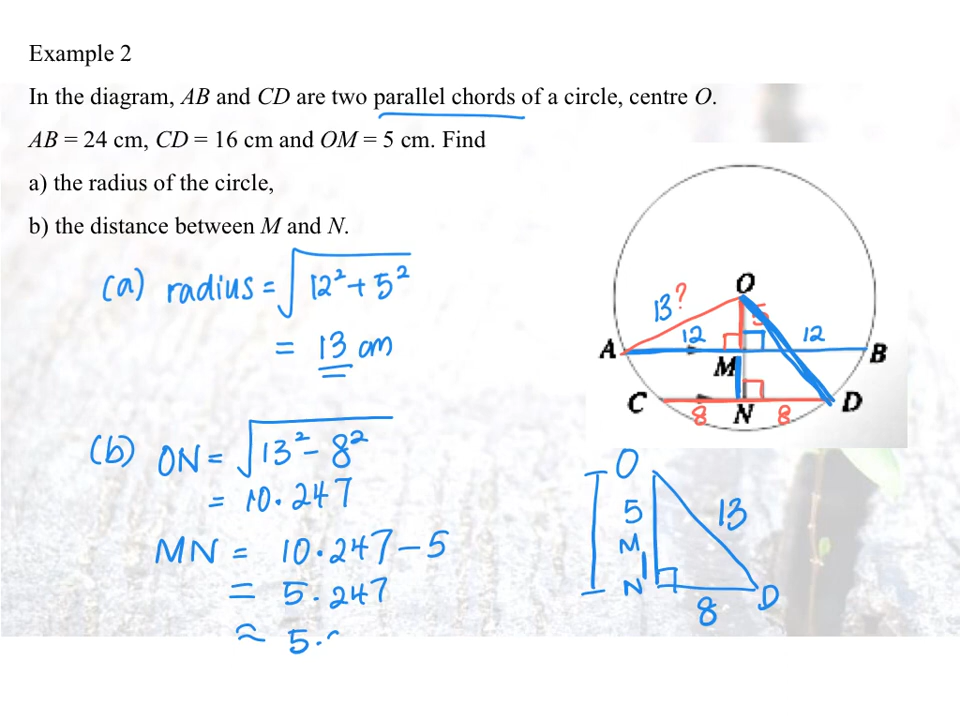 Example 2
In the diagram, AB and CD are two parallel chords of a circle, centre O.
AB = 24 cm, CD = 16 cm and OM = 5 cm. Find
a) the radius of the circle,
b) the distance between M and N.
(a) radius = √12² + 5²
= 13 cm
(b) ON = √13² - 8²
= 10.247
MN = 10.247 - 5
= 5.247
≈ 5.
O
13?
5
12
12
A
B
M
C
8
N
8
D
O
5
13
M
N
8
D